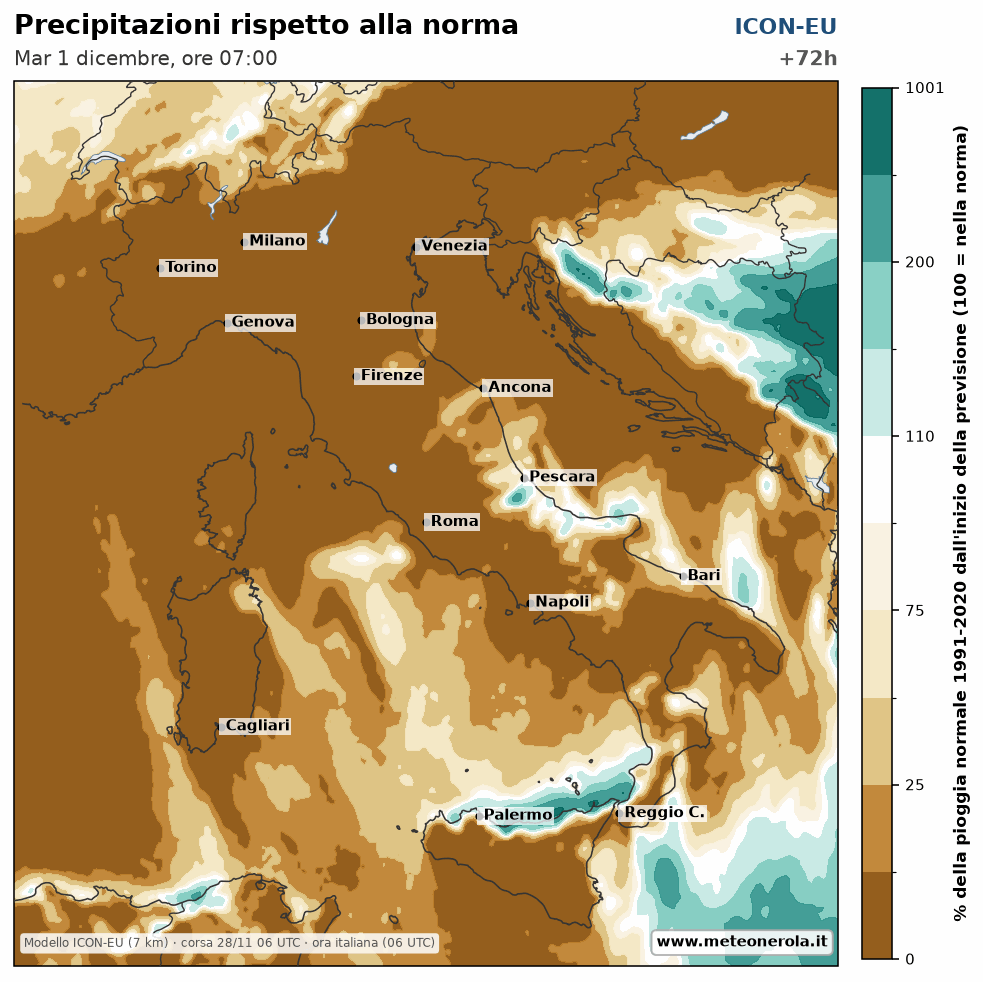 Precipitazioni rispetto alla norma
ICON-EU
Mar 1 dicembre, ore 07:00
+72h
Milano
Venezia
Torino
Genova
Bologna
Firenze
Ancona
Pescara
Roma
Bari
Napoli
Cagliari
Palermo
Reggio C.
Modello ICON-EU (7 km) · corsa 28/11 06 UTC · ora italiana (06 UTC)
www.meteonerola.it
1001
200
110
75
25
0
% della pioggia normale 1991-2020 dall'inizio della previsione (100 = nella norma)